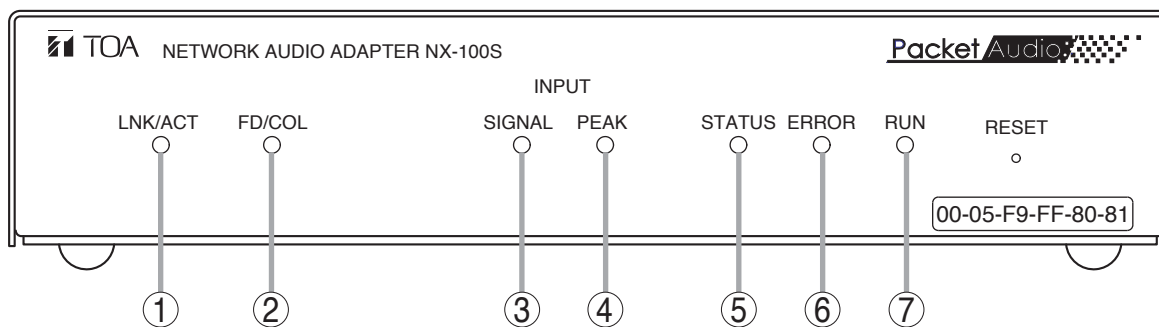 TOA NETWORK AUDIO ADAPTER NX-100S
Packet Audio
INPUT
LNK/ACT FD/COL SIGNAL PEAK STATUS ERROR RUN RESET
00-05-F9-FF-80-81
① ② ③ ④ ⑤ ⑥ ⑦